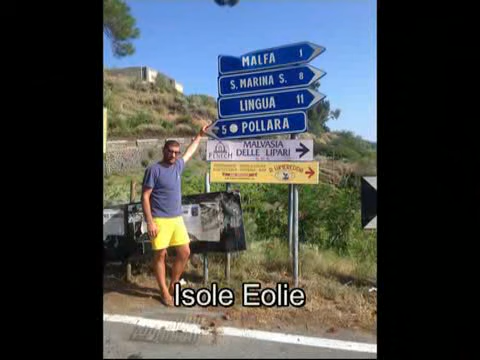 MALFA 1
S. MARINA S. 8
LINGUA 11
5 POLLARA
MALVASIA
DELLE LIPARI
Isole Eolie